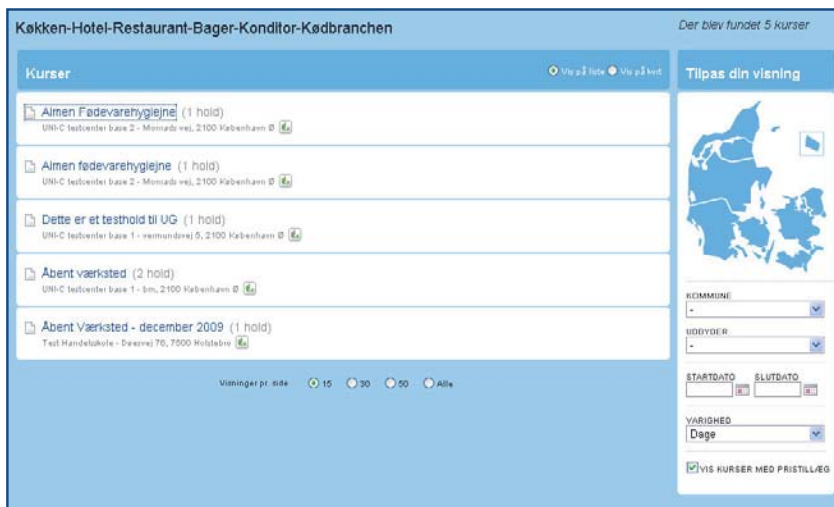 Køkken-Hotel-Restaurant-Bager-Konditor-Kødbranchen
Der blev fundet 5 kurser
Kurser
Vis på liste Vis på kort
Almen Fødevarehygiejne (1 hold)
UNI-C testcenter base 2 - vej, 2100 København Ø
Almen fødevarehygiejne (1 hold)
UNI-C testcenter base 2 - vej, 2100 København Ø
Dette er et testhold til UG (1 hold)
UNI-C testcenter base 1 - vermundsvej 5, 2100 København Ø
Åbent værksted (2 hold)
UNI-C testcenter base 1 - bm, 2100 København Ø
Åbent Værksted - december 2009 (1 hold)
Test Handelsskole - 76, 7500 Holstebro
Visninger pr. side 15 30 50 Alle
Tilpas din visning
KOMMUNE
-
UDBYDER
-
STARTDATO SLUTDATO
VARIGHED
Dage
VIS KURSER MED PRISTILLÆG